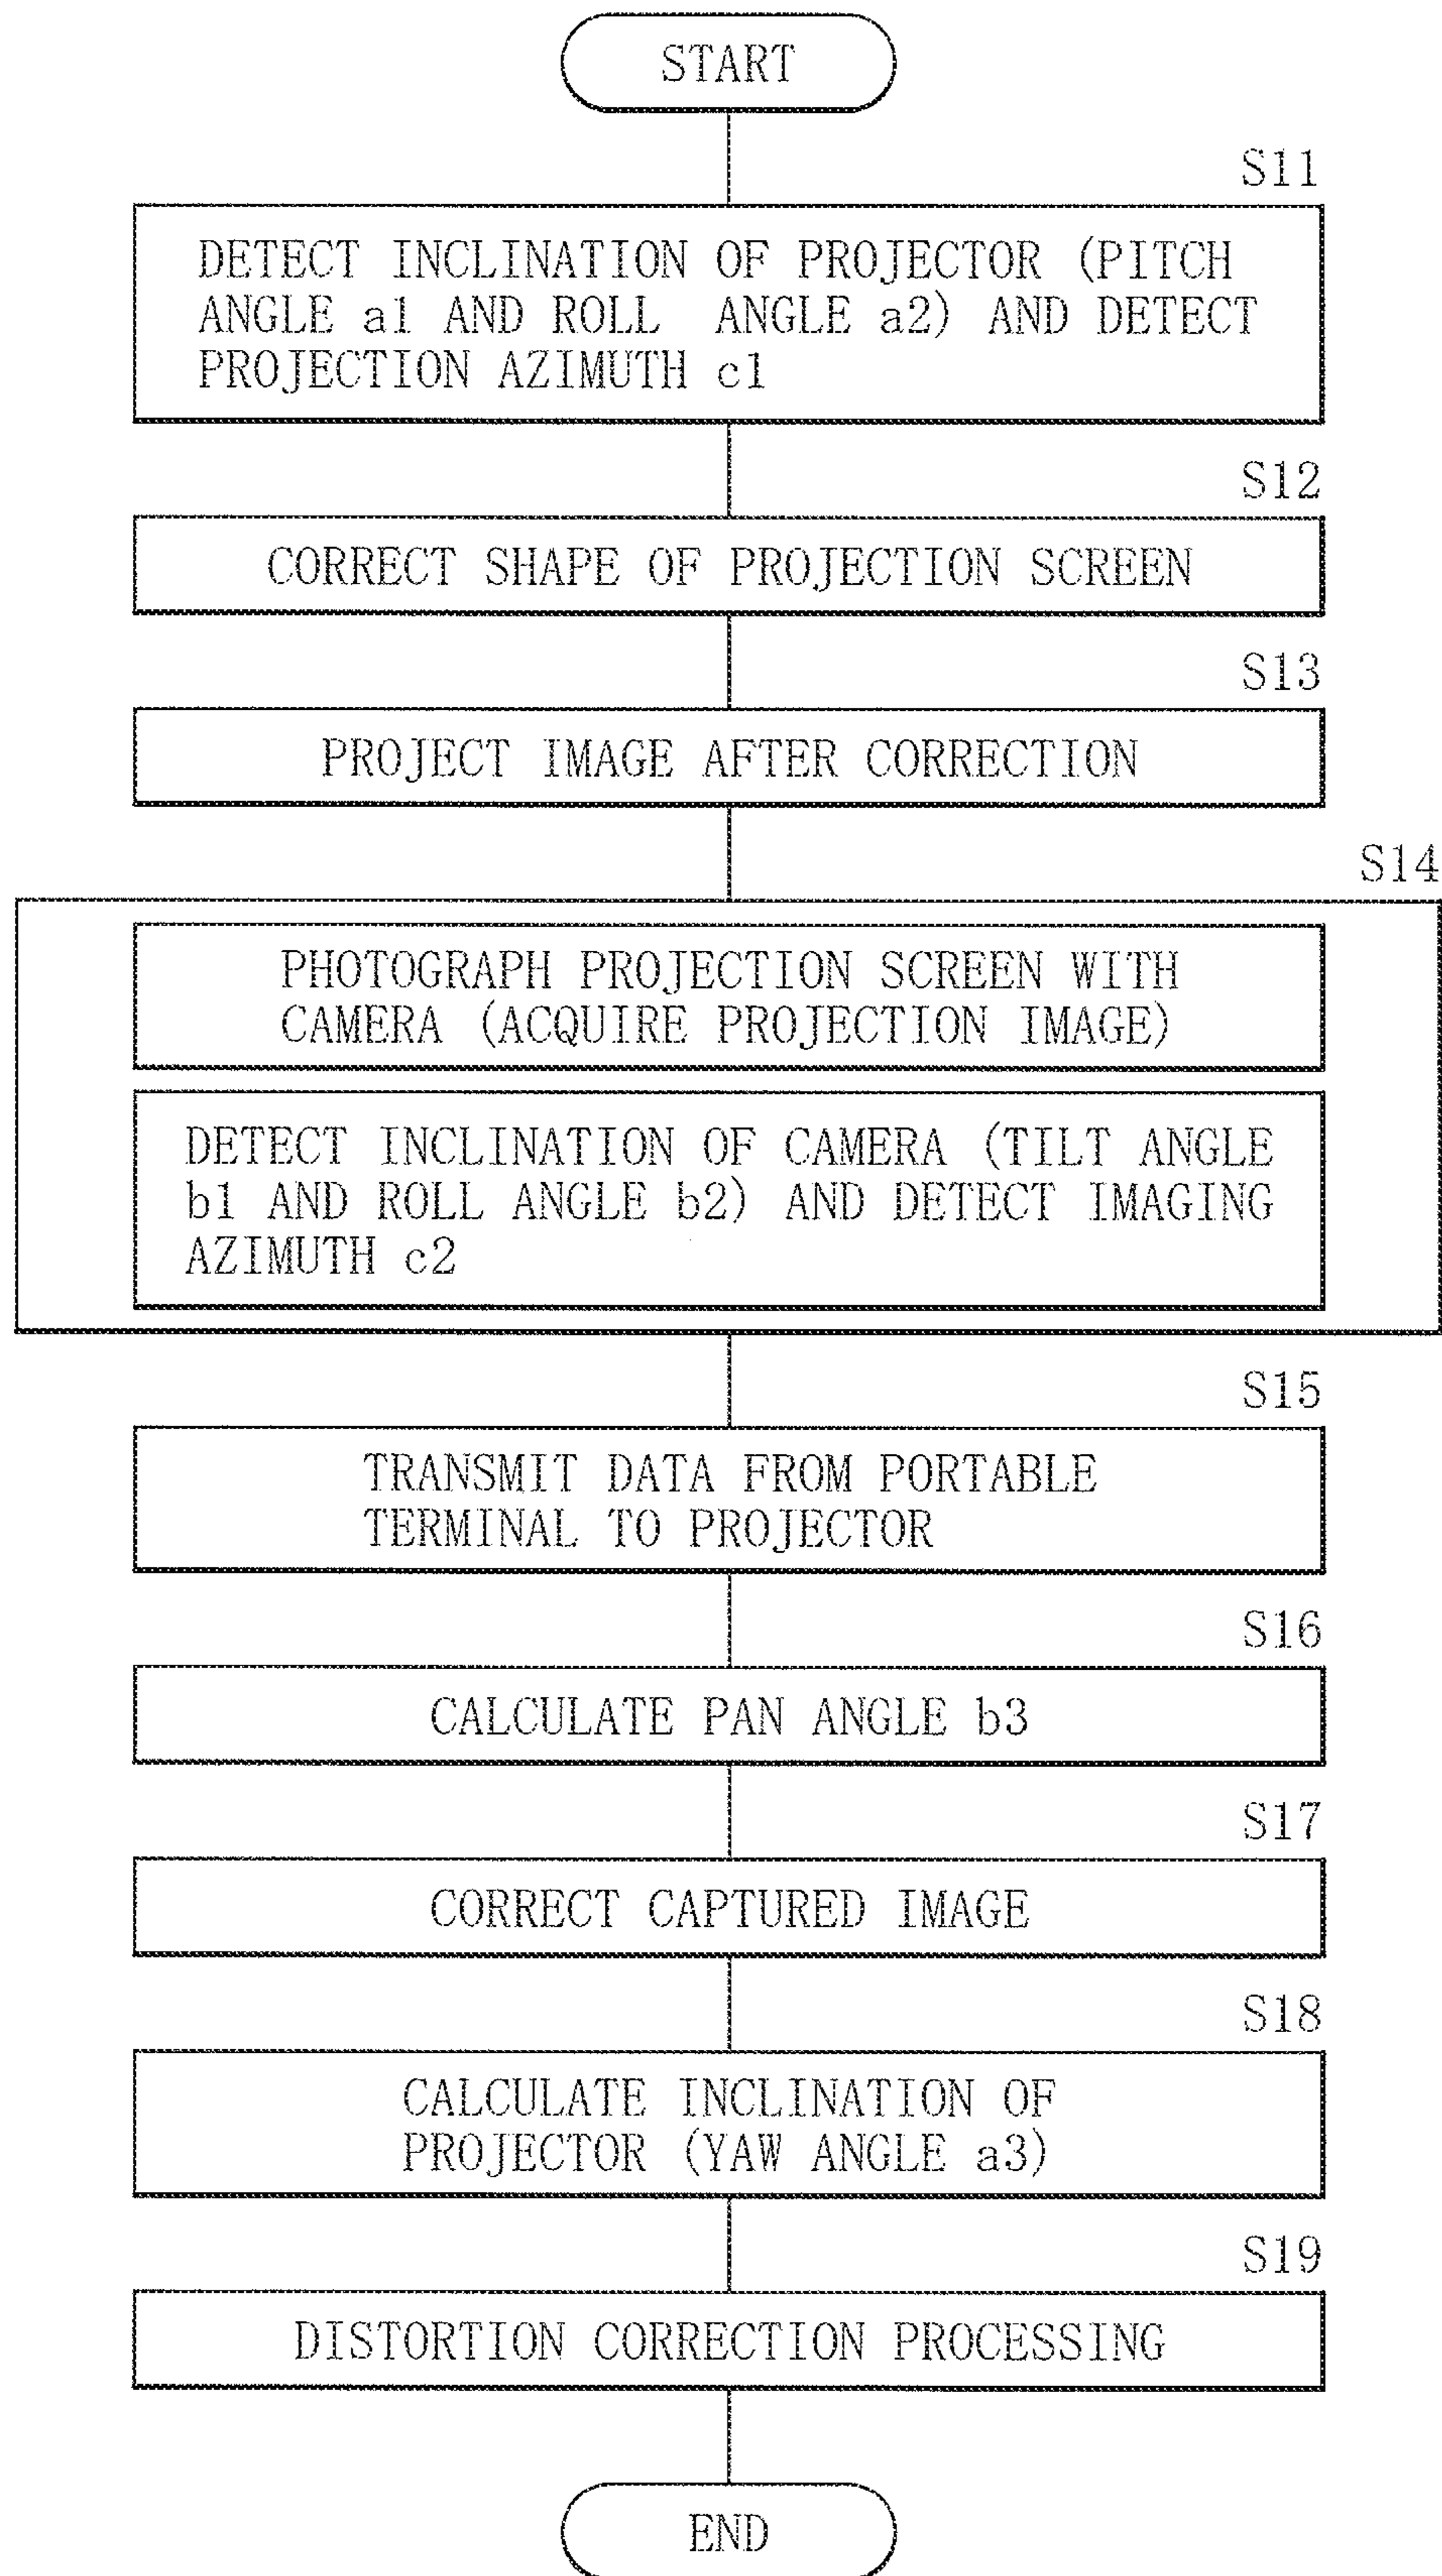 START
S11
DETECT INCLINATION OF PROJECTOR (PITCH
ANGLE a1 AND ROLL ANGLE a2) AND DETECT
PROJECTION AZIMUTH c1
S12
CORRECT SHAPE OF PROJECTION SCREEN
S13
PROJECT IMAGE AFTER CORRECTION
S14
PHOTOGRAPH PROJECTION SCREEN WITH
CAMERA (ACQUIRE PROJECTION IMAGE)
DETECT INCLINATION OF CAMERA (TILT ANGLE
b1 AND ROLL ANGLE b2) AND DETECT IMAGING
AZIMUTH c2
S15
TRANSMIT DATA FROM PORTABLE
TERMINAL TO PROJECTOR
S16
CALCULATE PAN ANGLE b3
S17
CORRECT CAPTURED IMAGE
S18
CALCULATE INCLINATION OF
PROJECTOR (YAW ANGLE a3)
S19
DISTORTION CORRECTION PROCESSING
END